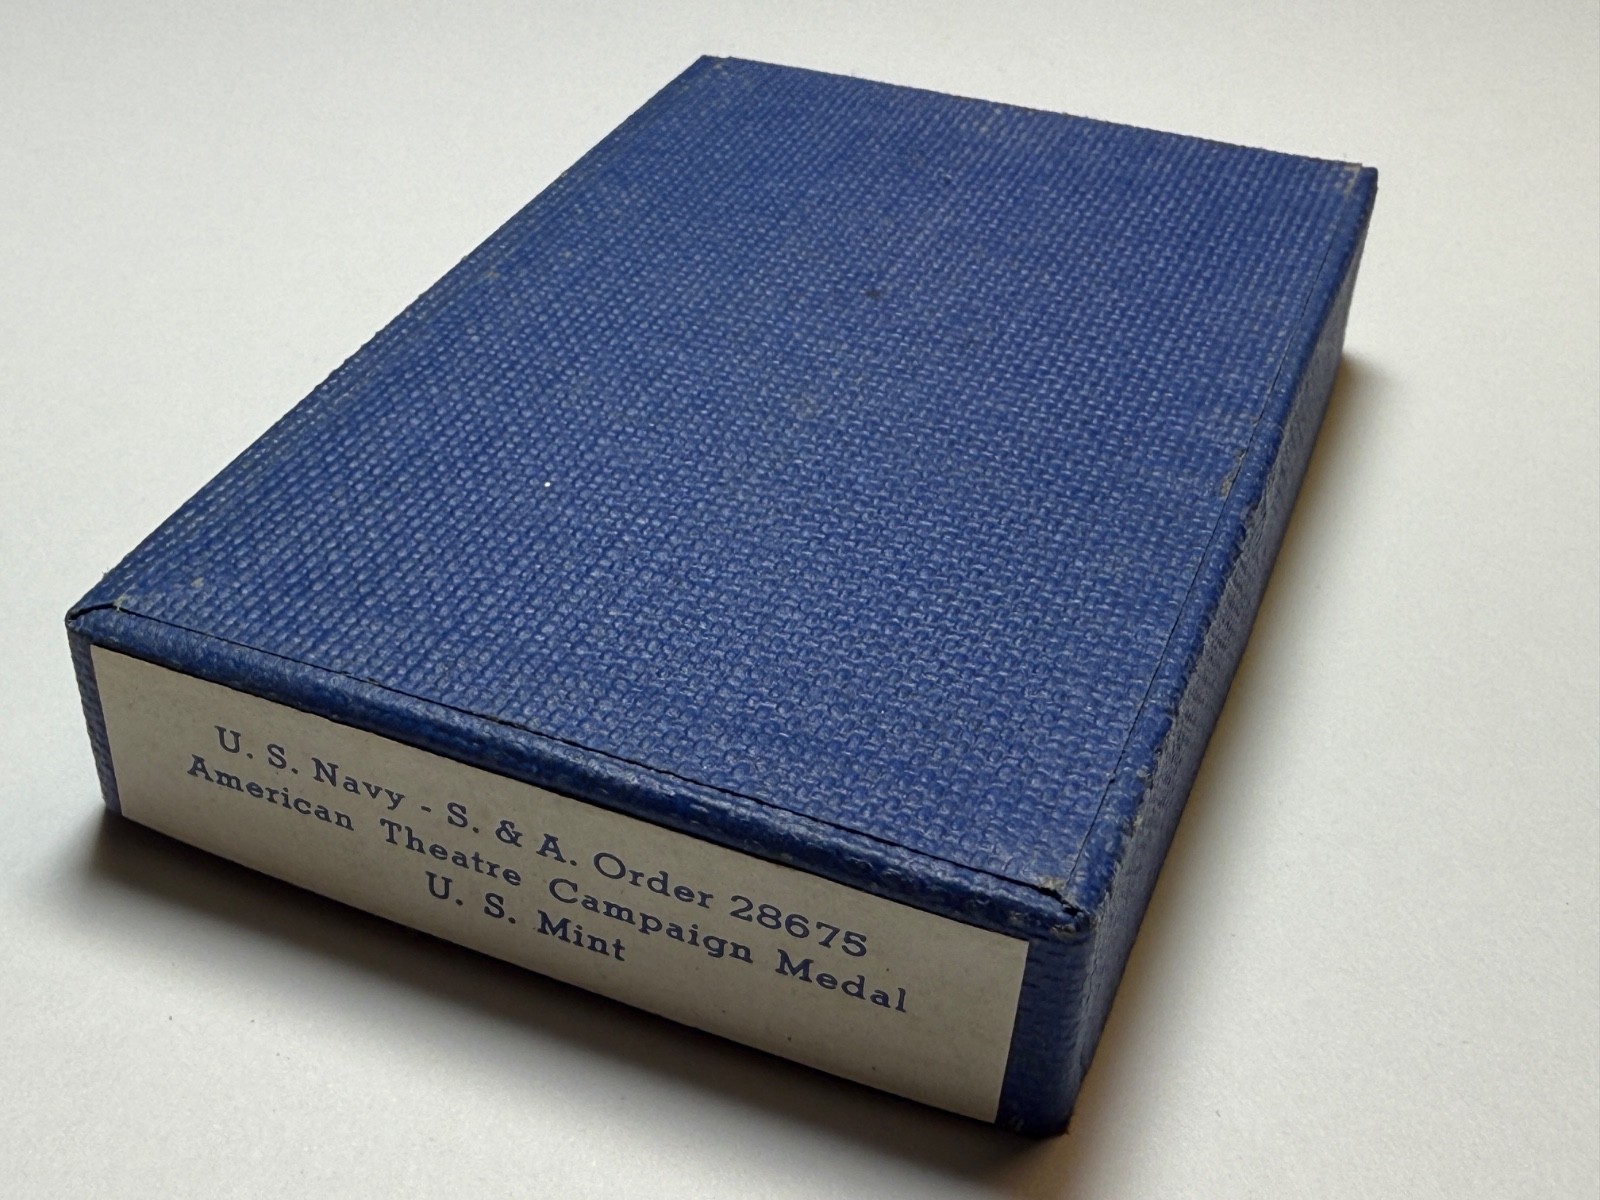 U. S. Navy - S. & A. Order 28675
American Theatre Campaign Medal
U. S. Mint